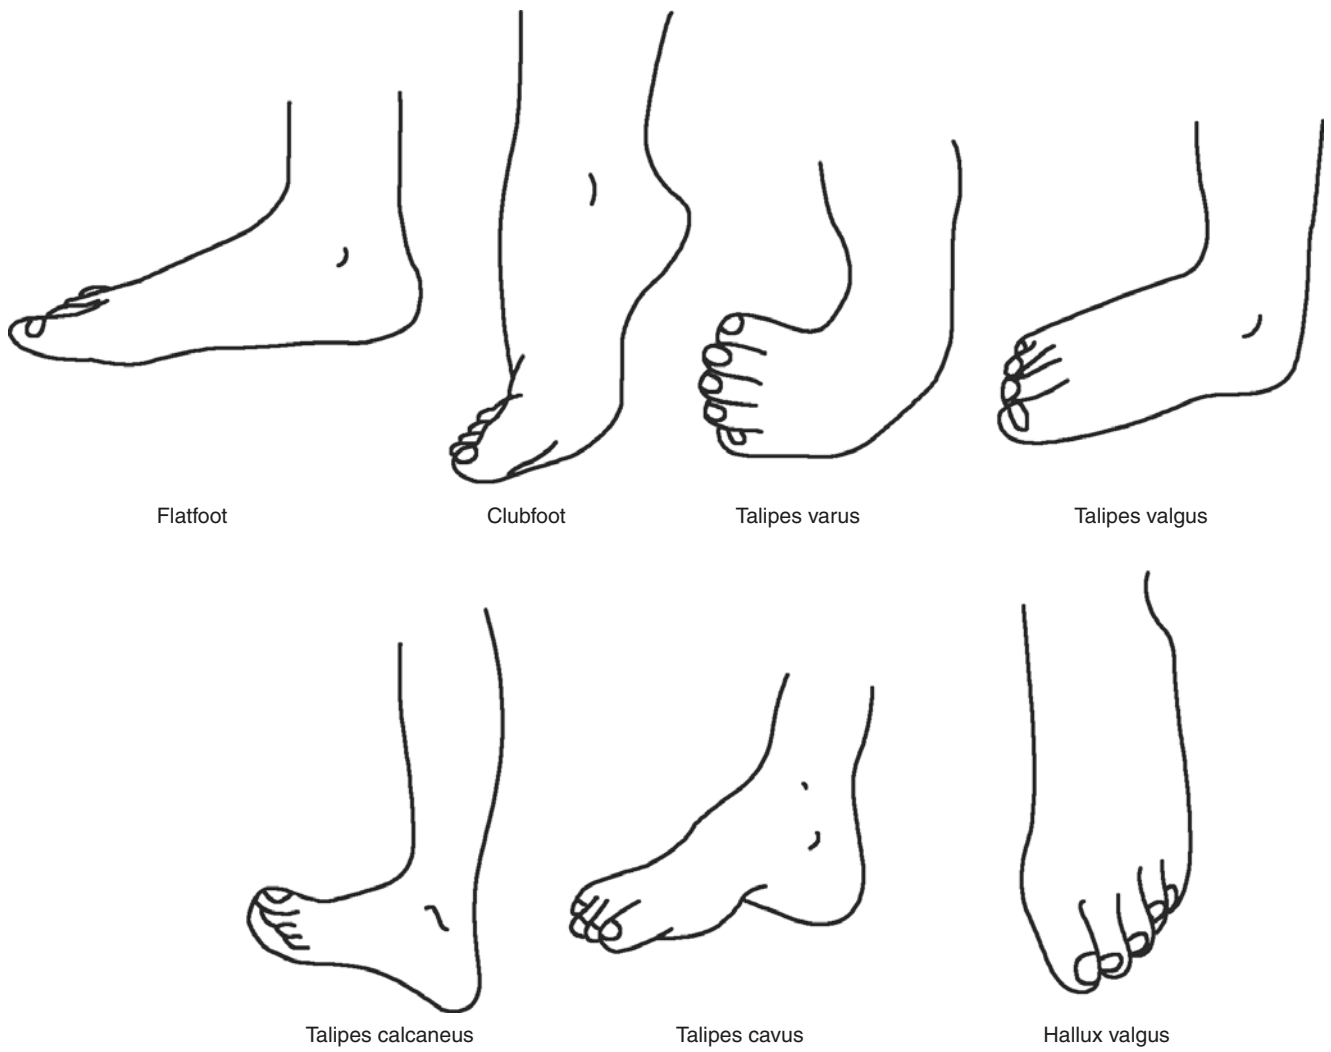 Flatfoot
Clubfoot
Talipes varus
Talipes valgus
Talipes calcaneus
Talipes cavus
Hallux valgus